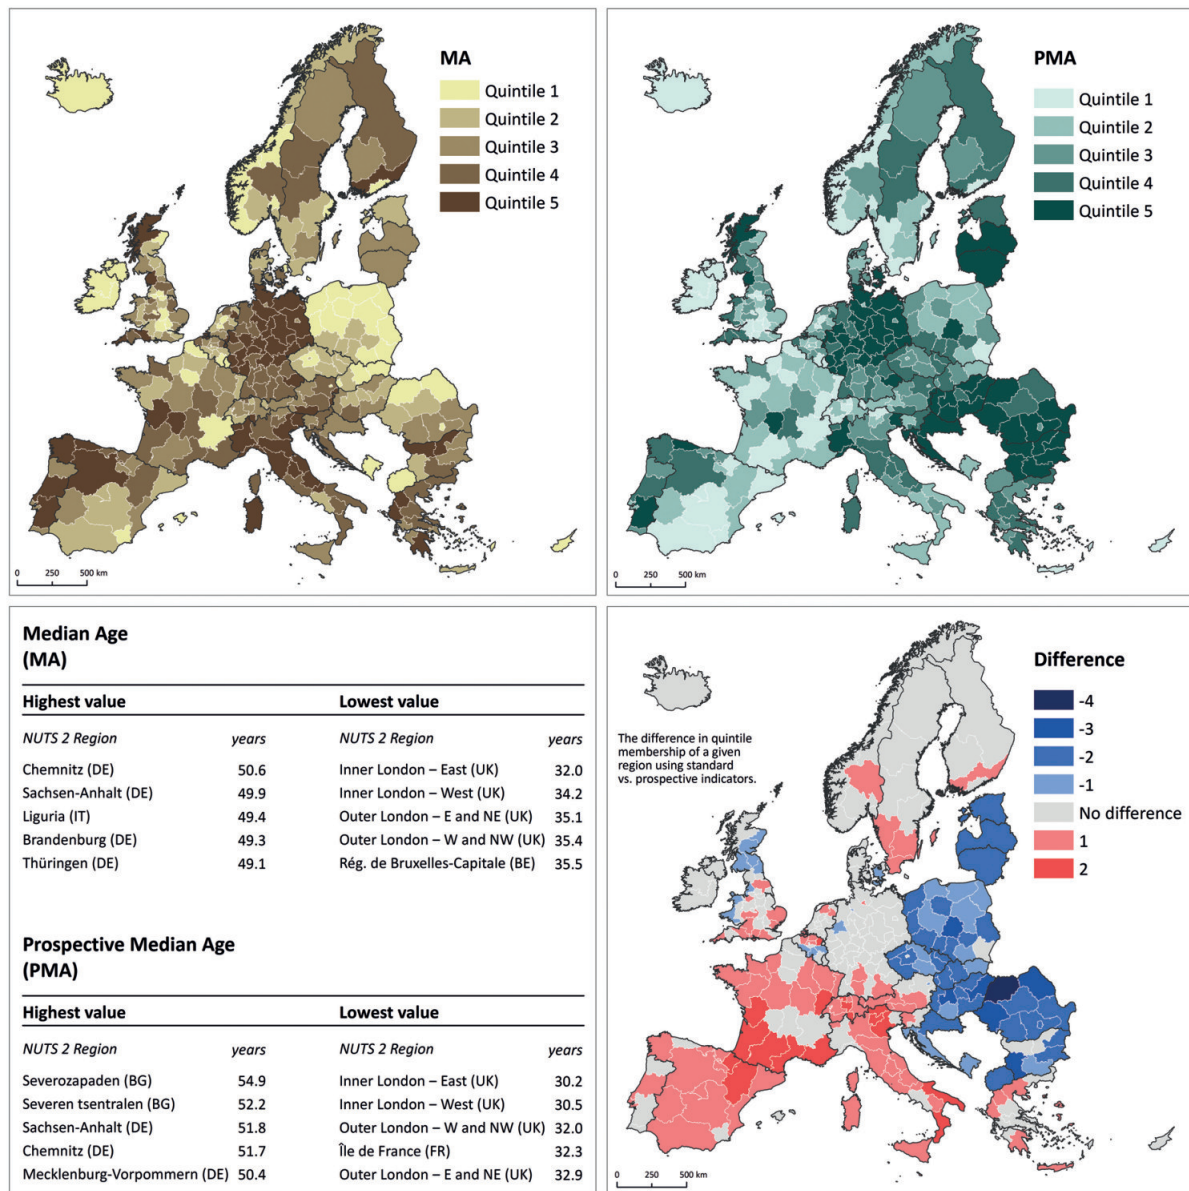 MA
Quintile 1
Quintile 2
Quintile 3
Quintile 4
Quintile 5
0 250 500 km
PMA
Quintile 1
Quintile 2
Quintile 3
Quintile 4
Quintile 5
0 250 500 km
Median Age
(MA)
Highest value Lowest value
NUTS 2 Region years NUTS 2 Region years
Chemnitz (DE) 50.6 Inner London – East (UK) 32.0
Sachsen-Anhalt (DE) 49.9 Inner London – West (UK) 34.2
Liguria (IT) 49.4 Outer London – E and NE (UK) 35.1
Brandenburg (DE) 49.3 Outer London – W and NW (UK) 35.4
Thüringen (DE) 49.1 Rég. de Bruxelles-Capitale (BE) 35.5
Prospective Median Age
(PMA)
Highest value Lowest value
NUTS 2 Region years NUTS 2 Region years
Severozapaden (BG) 54.9 Inner London – East (UK) 30.2
Severen tsentralen (BG) 52.2 Inner London – West (UK) 30.5
Sachsen-Anhalt (DE) 51.8 Outer London – W and NW (UK) 32.0
Chemnitz (DE) 51.7 Île de France (FR) 32.3
Mecklenburg-Vorpommern (DE) 50.4 Outer London – E and NE (UK) 32.9
The difference in quintile
membership of a given
region using standard
vs. prospective indicators.
Difference
-4
-3
-2
-1
No difference
1
2
0 250 500 km